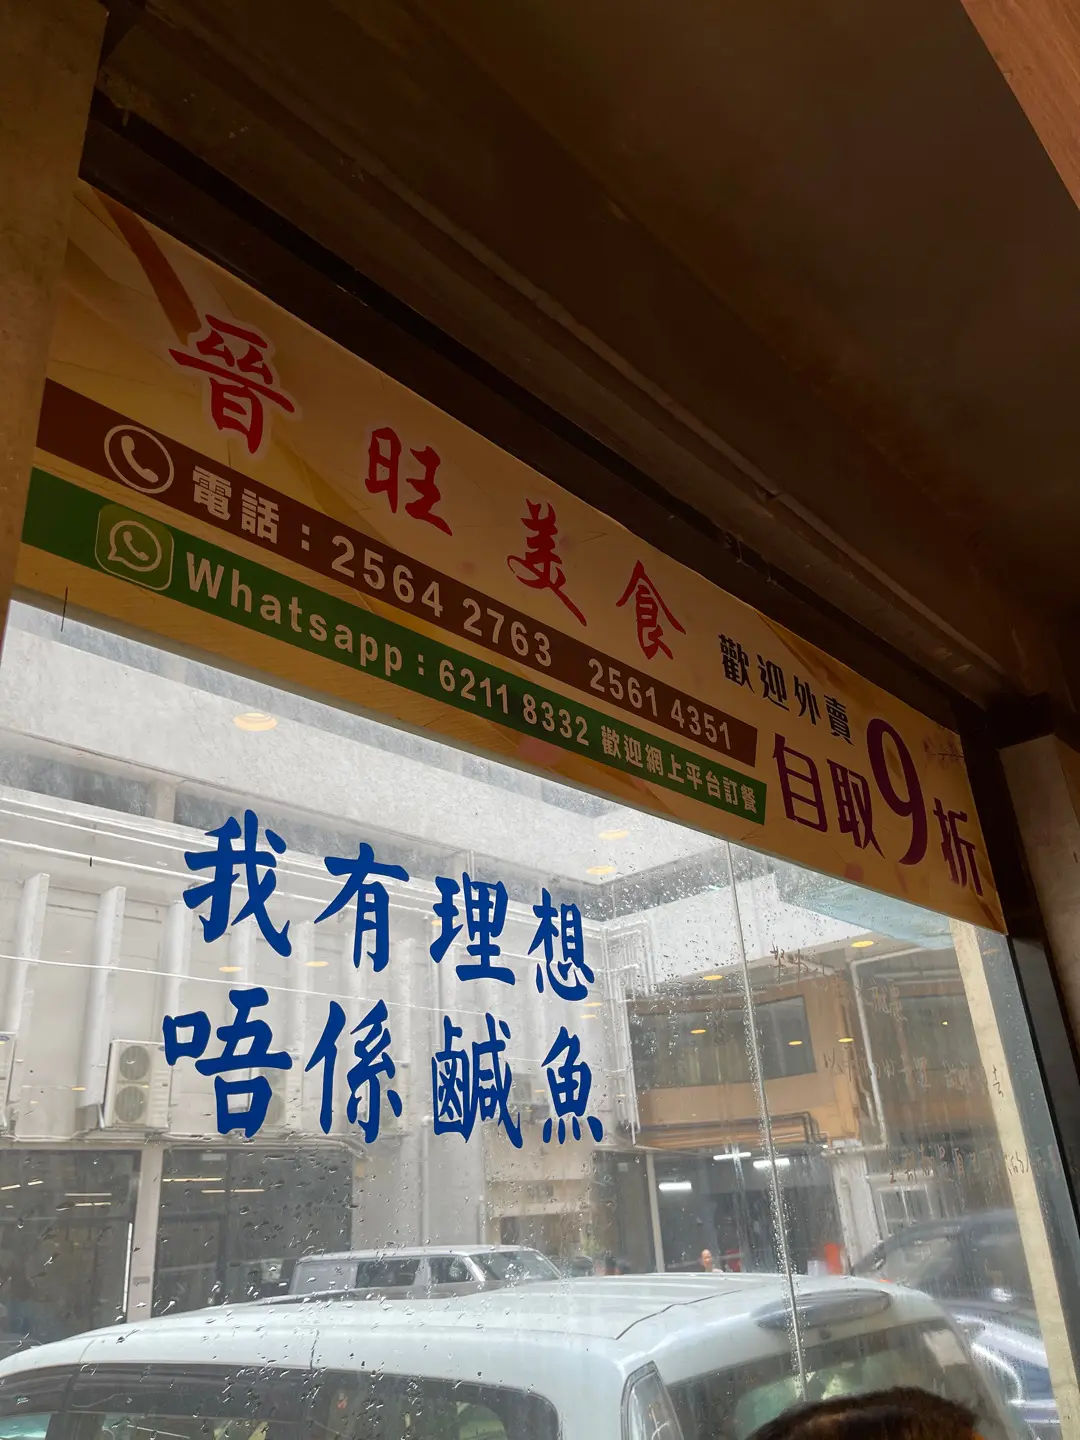 晉旺美食
電話：2564 2763 2561 4351
Whatsapp：6211 8332 歡迎網上平台訂餐
歡迎外賣
自取9折
我有理想
唔係鹹魚